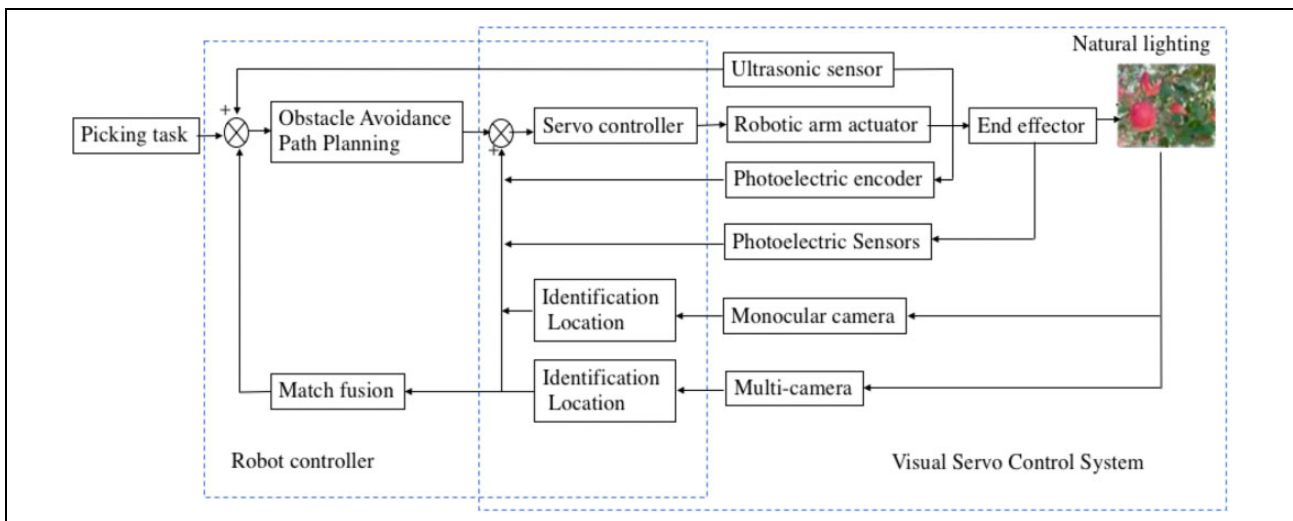 Natural lighting
Ultrasonic sensor
+
Picking task
Obstacle Avoidance
Path Planning
Servo controller
Robotic arm actuator
End effector
+
Photoelectric encoder
Photoelectric Sensors
Identification
Location
Monocular camera
Match fusion
Identification
Location
Multi-camera
Robot controller
Visual Servo Control System